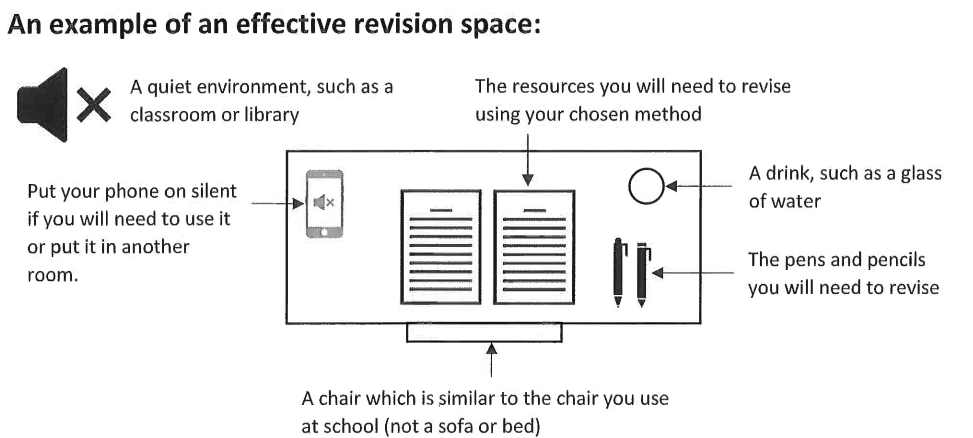 An example of an effective revision space:
A quiet environment, such as a
classroom or library
The resources you will need to revise
using your chosen method
Put your phone on silent
if you will need to use it
or put it in another
room.
A drink, such as a glass
of water
The pens and pencils
you will need to revise
A chair which is similar to the chair you use
at school (not a sofa or bed)